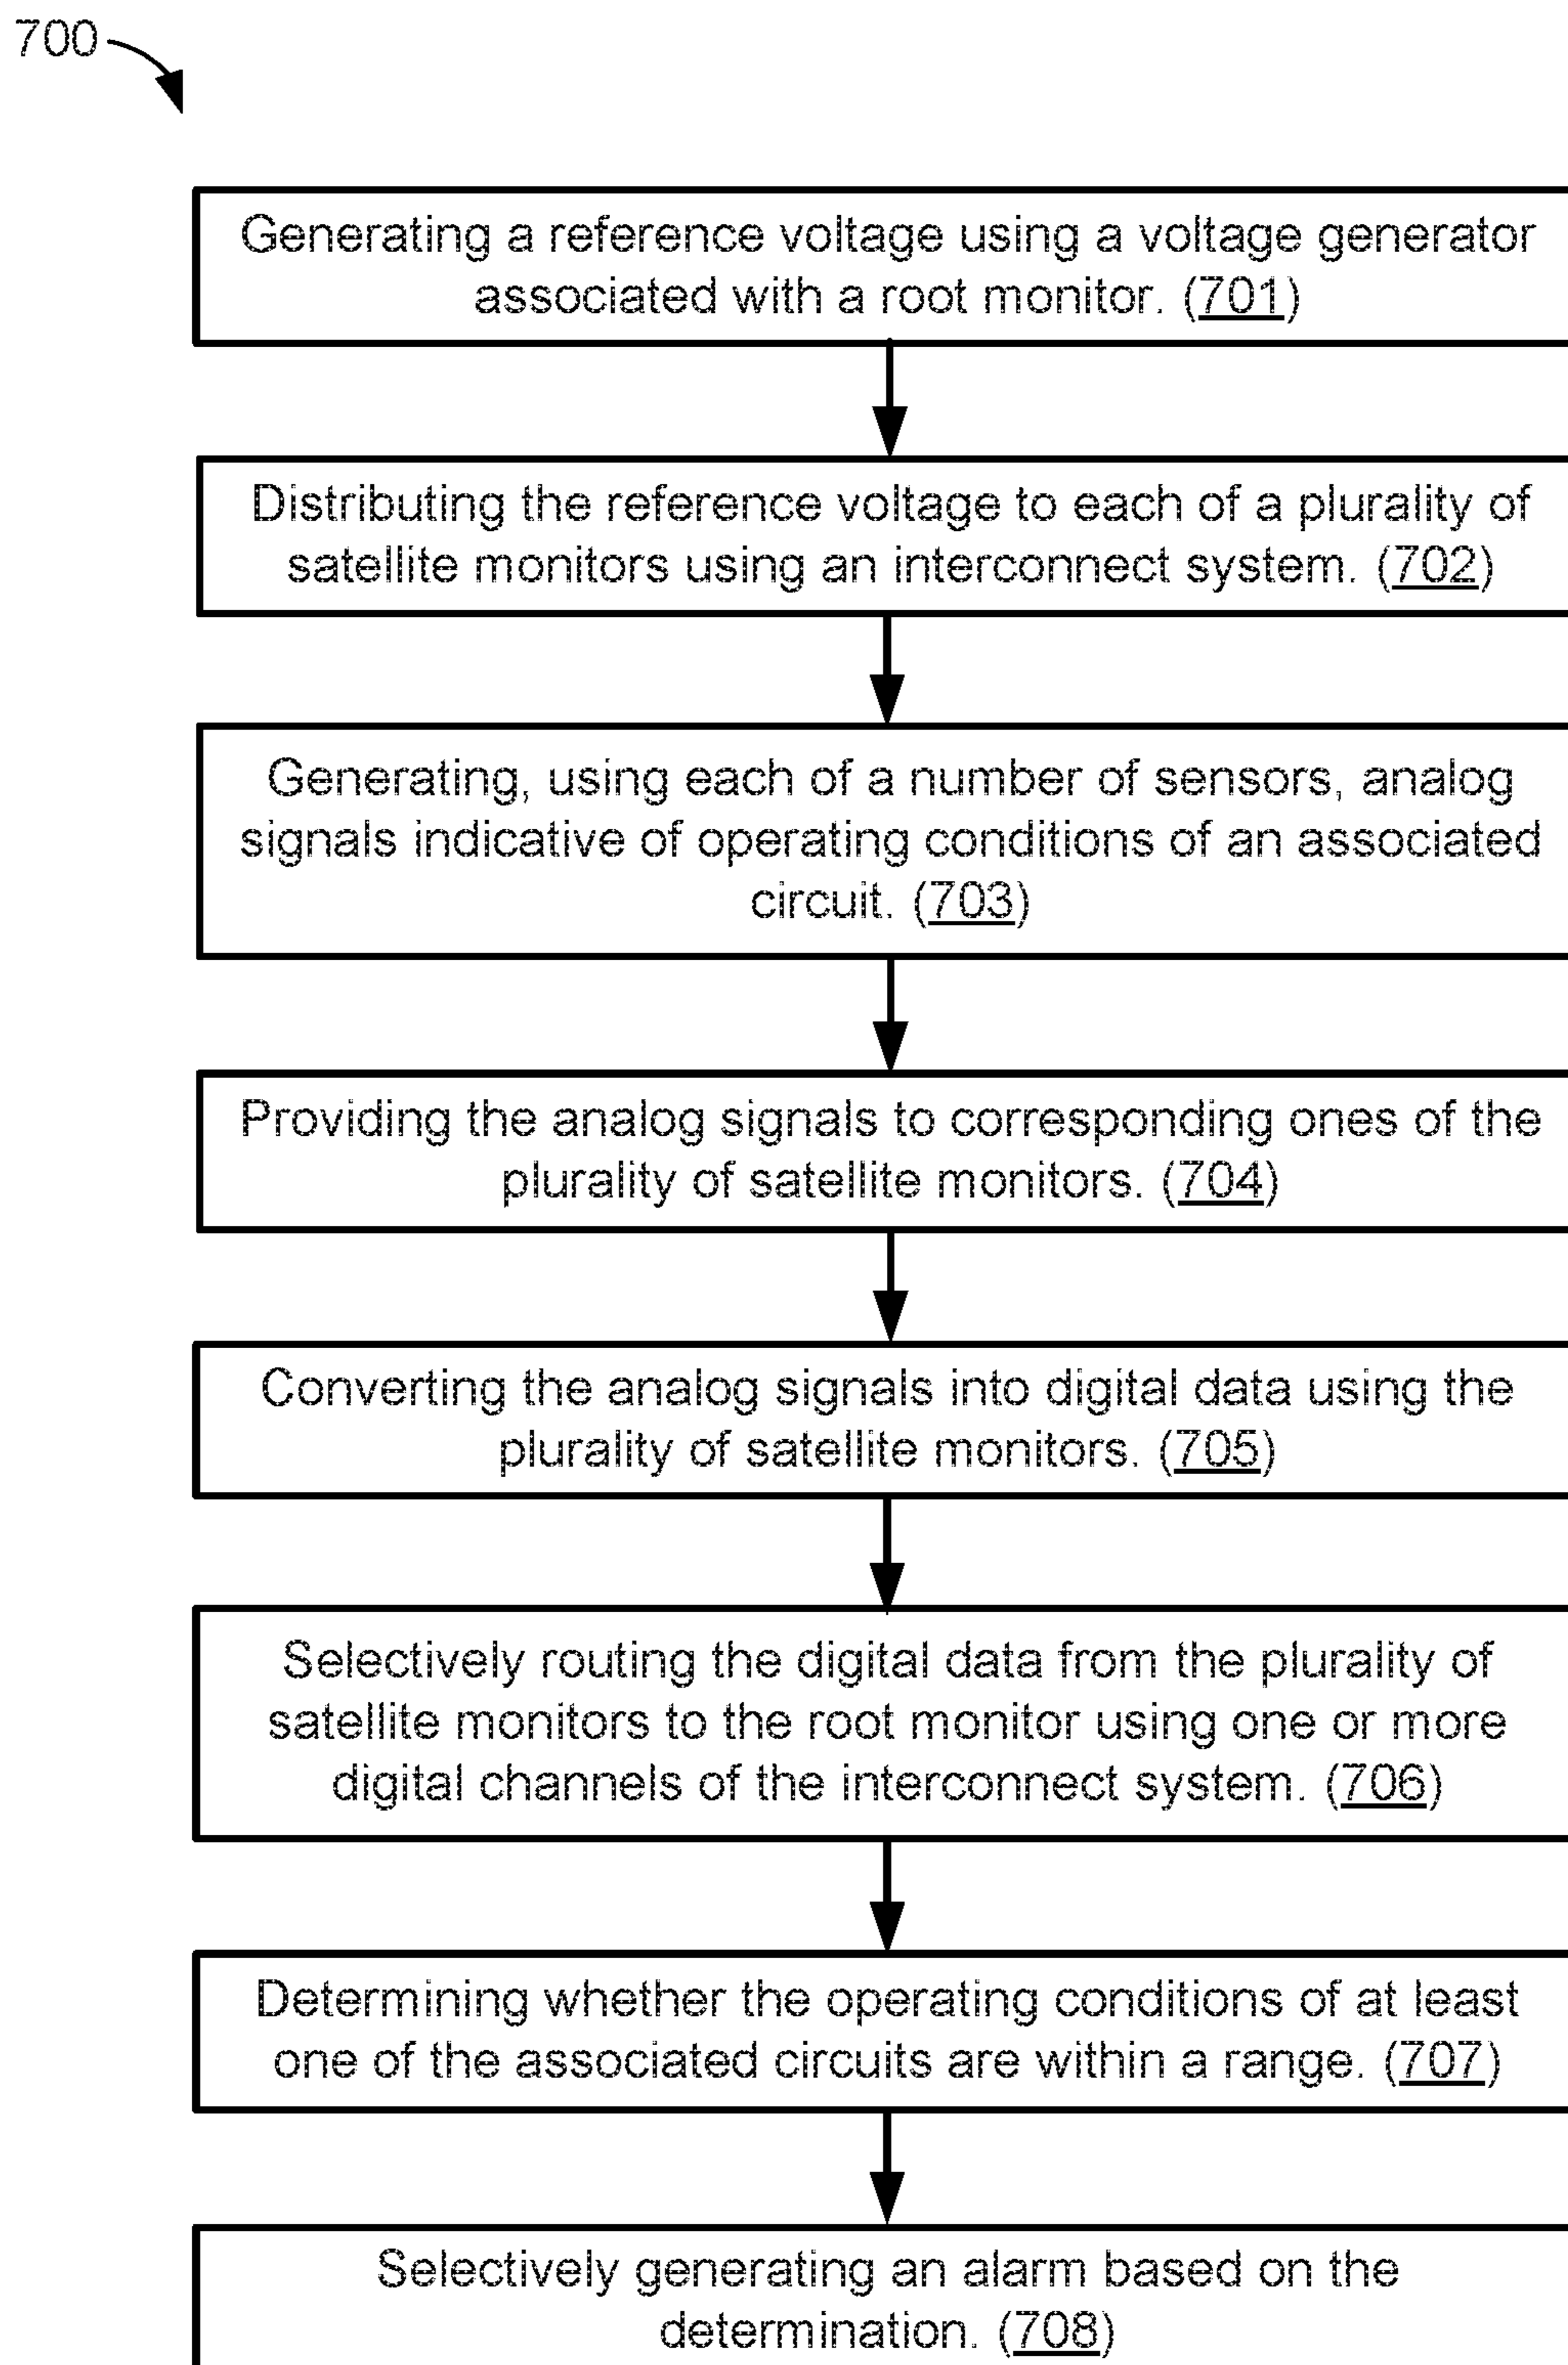 700
Generating a reference voltage using a voltage generator
associated with a root monitor. (701)
Distributing the reference voltage to each of a plurality of
satellite monitors using an interconnect system. (702)
Generating, using each of a number of sensors, analog
signals indicative of operating conditions of an associated
circuit. (703)
Providing the analog signals to corresponding ones of the
plurality of satellite monitors. (704)
Converting the analog signals into digital data using the
plurality of satellite monitors. (705)
Selectively routing the digital data from the plurality of
satellite monitors to the root monitor using one or more
digital channels of the interconnect system. (706)
Determining whether the operating conditions of at least
one of the associated circuits are within a range. (707)
Selectively generating an alarm based on the
determination. (708)